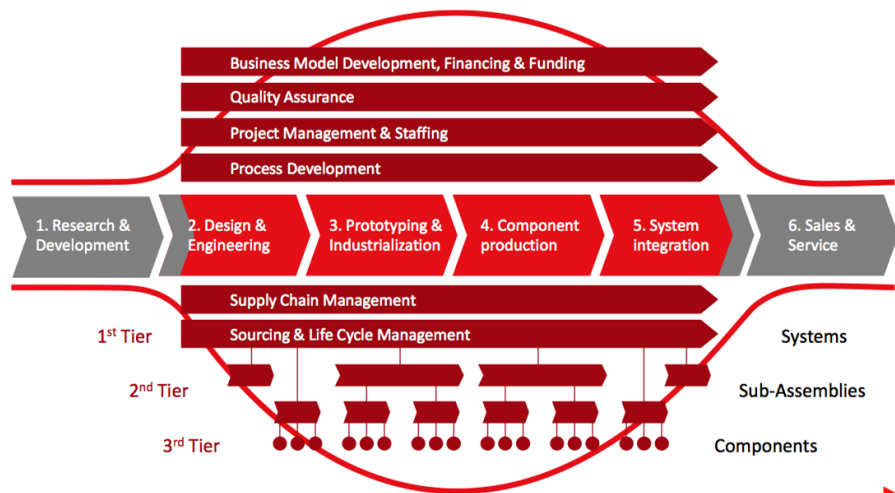 Business Model Development, Financing & Funding
Quality Assurance
Project Management & Staffing
Process Development
1. Research &
Development
2. Design &
Engineering
3. Prototyping &
Industrialization
4. Component
production
5. System
integration
6. Sales &
Service
Supply Chain Management
1st Tier
Sourcing & Life Cycle Management
Systems
2nd Tier
Sub-Assemblies
3rd Tier
Components